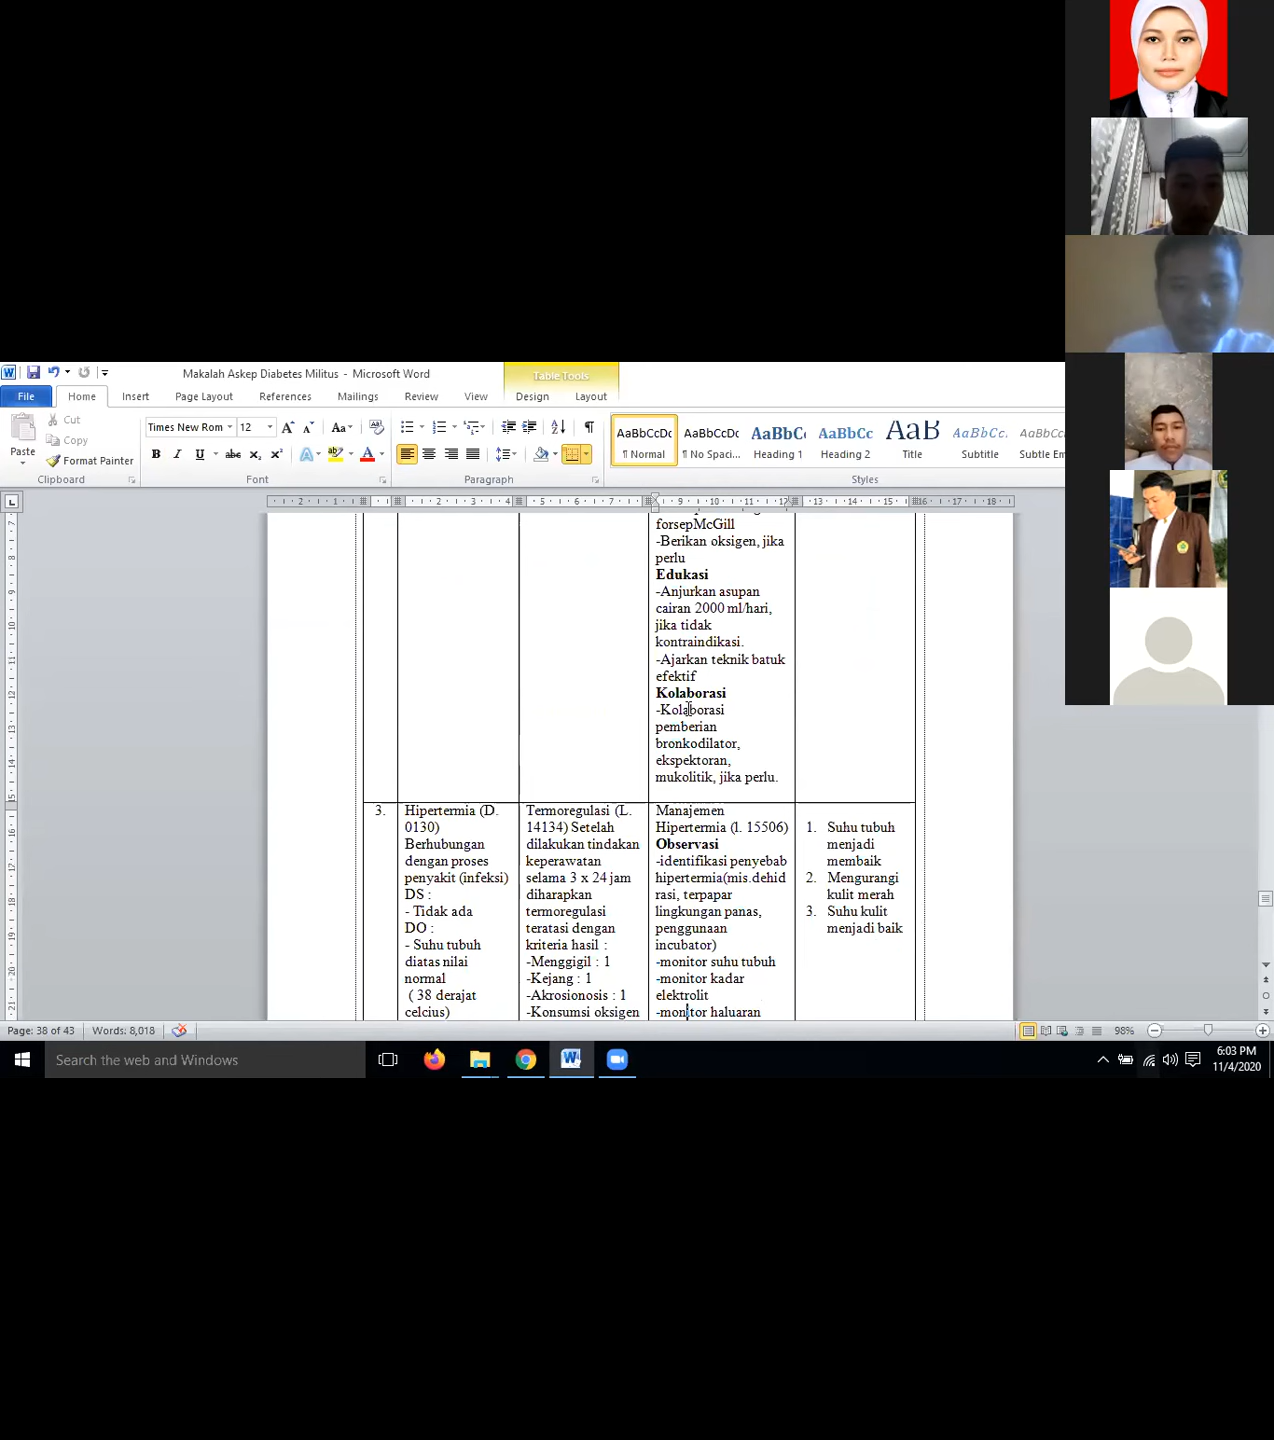 Makalah Askep Diabetes Militus - Microsoft Word
Table Tools
File Home Insert Page Layout References Mailings Review View Design Layout
Cut
Copy
Paste
Format Painter
Clipboard
Times New Rom 12
Font
Paragraph
AaBbCcDc AaBbCcDc AaBbC AaBbCc AaB AaBbCc. AaBbCcD
¶ Normal ¶ No Spaci... Heading 1 Heading 2 Title Subtitle Subtle Em
Styles
forsepMcGill
-Berikan oksigen, jika
perlu
Edukasi
-Anjurkan asupan
cairan 2000 ml/hari,
jika tidak
kontraindikasi.
-Ajarkan teknik batuk
efektif
Kolaborasi
-Kolaborasi
pemberian
bronkodilator,
ekspektoran,
mukolitik, jika perlu.
3.
Hipertermia (D.
0130)
Berhubungan
dengan proses
penyakit (infeksi)
DS :
- Tidak ada
DO :
- Suhu tubuh
diatas nilai
normal
( 38 derajat
celcius)
Termoregulasi (L.
14134) Setelah
dilakukan tindakan
keperawatan
selama 3 x 24 jam
diharapkan
termoregulasi
teratasi dengan
kriteria hasil :
-Menggigil : 1
-Kejang : 1
-Akrosionosis : 1
-Konsumsi oksigen
Manajemen
Hipertermia (l. 15506)
Observasi
-identifikasi penyebab
hipertermia(mis.dehid
rasi, terpapar
lingkungan panas,
penggunaan
incubator)
-monitor suhu tubuh
-monitor kadar
elektrolit
-monitor haluaran
1. Suhu tubuh
menjadi
membaik
2. Mengurangi
kulit merah
3. Suhu kulit
menjadi baik
Page: 38 of 43 Words: 8,018 98%
Search the web and Windows
6:03 PM
11/4/2020